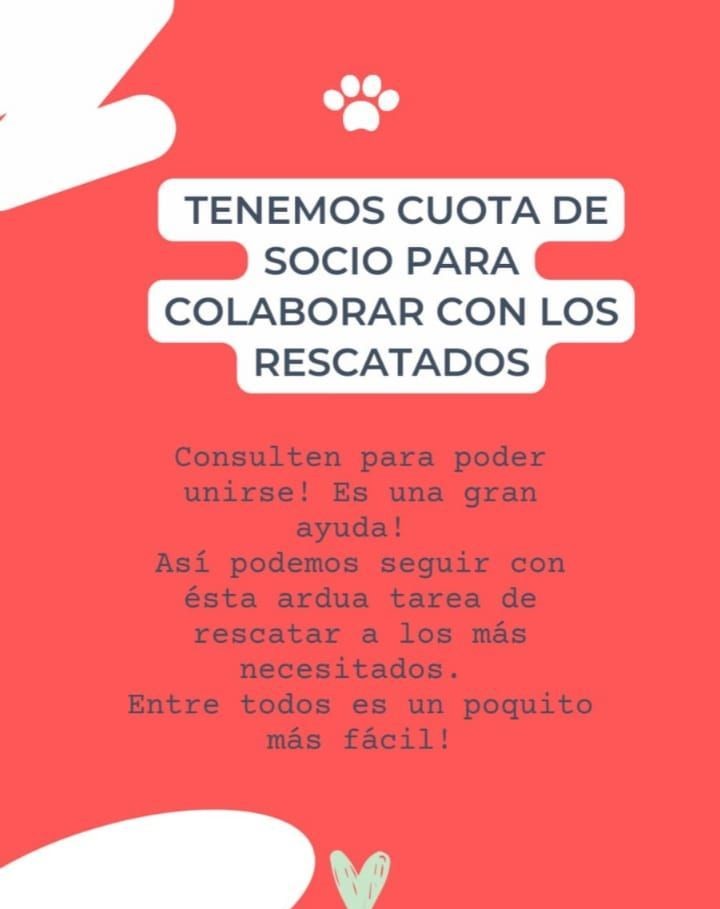 TENEMOS CUOTA DE
SOCIO PARA
COLABORAR CON LOS
RESCATADOS
Consulten para poder
unirse! Es una gran
ayuda!
Así podemos seguir con
ésta ardua tarea de
rescatar a los más
necesitados.
Entre todos es un poquito
más fácil!